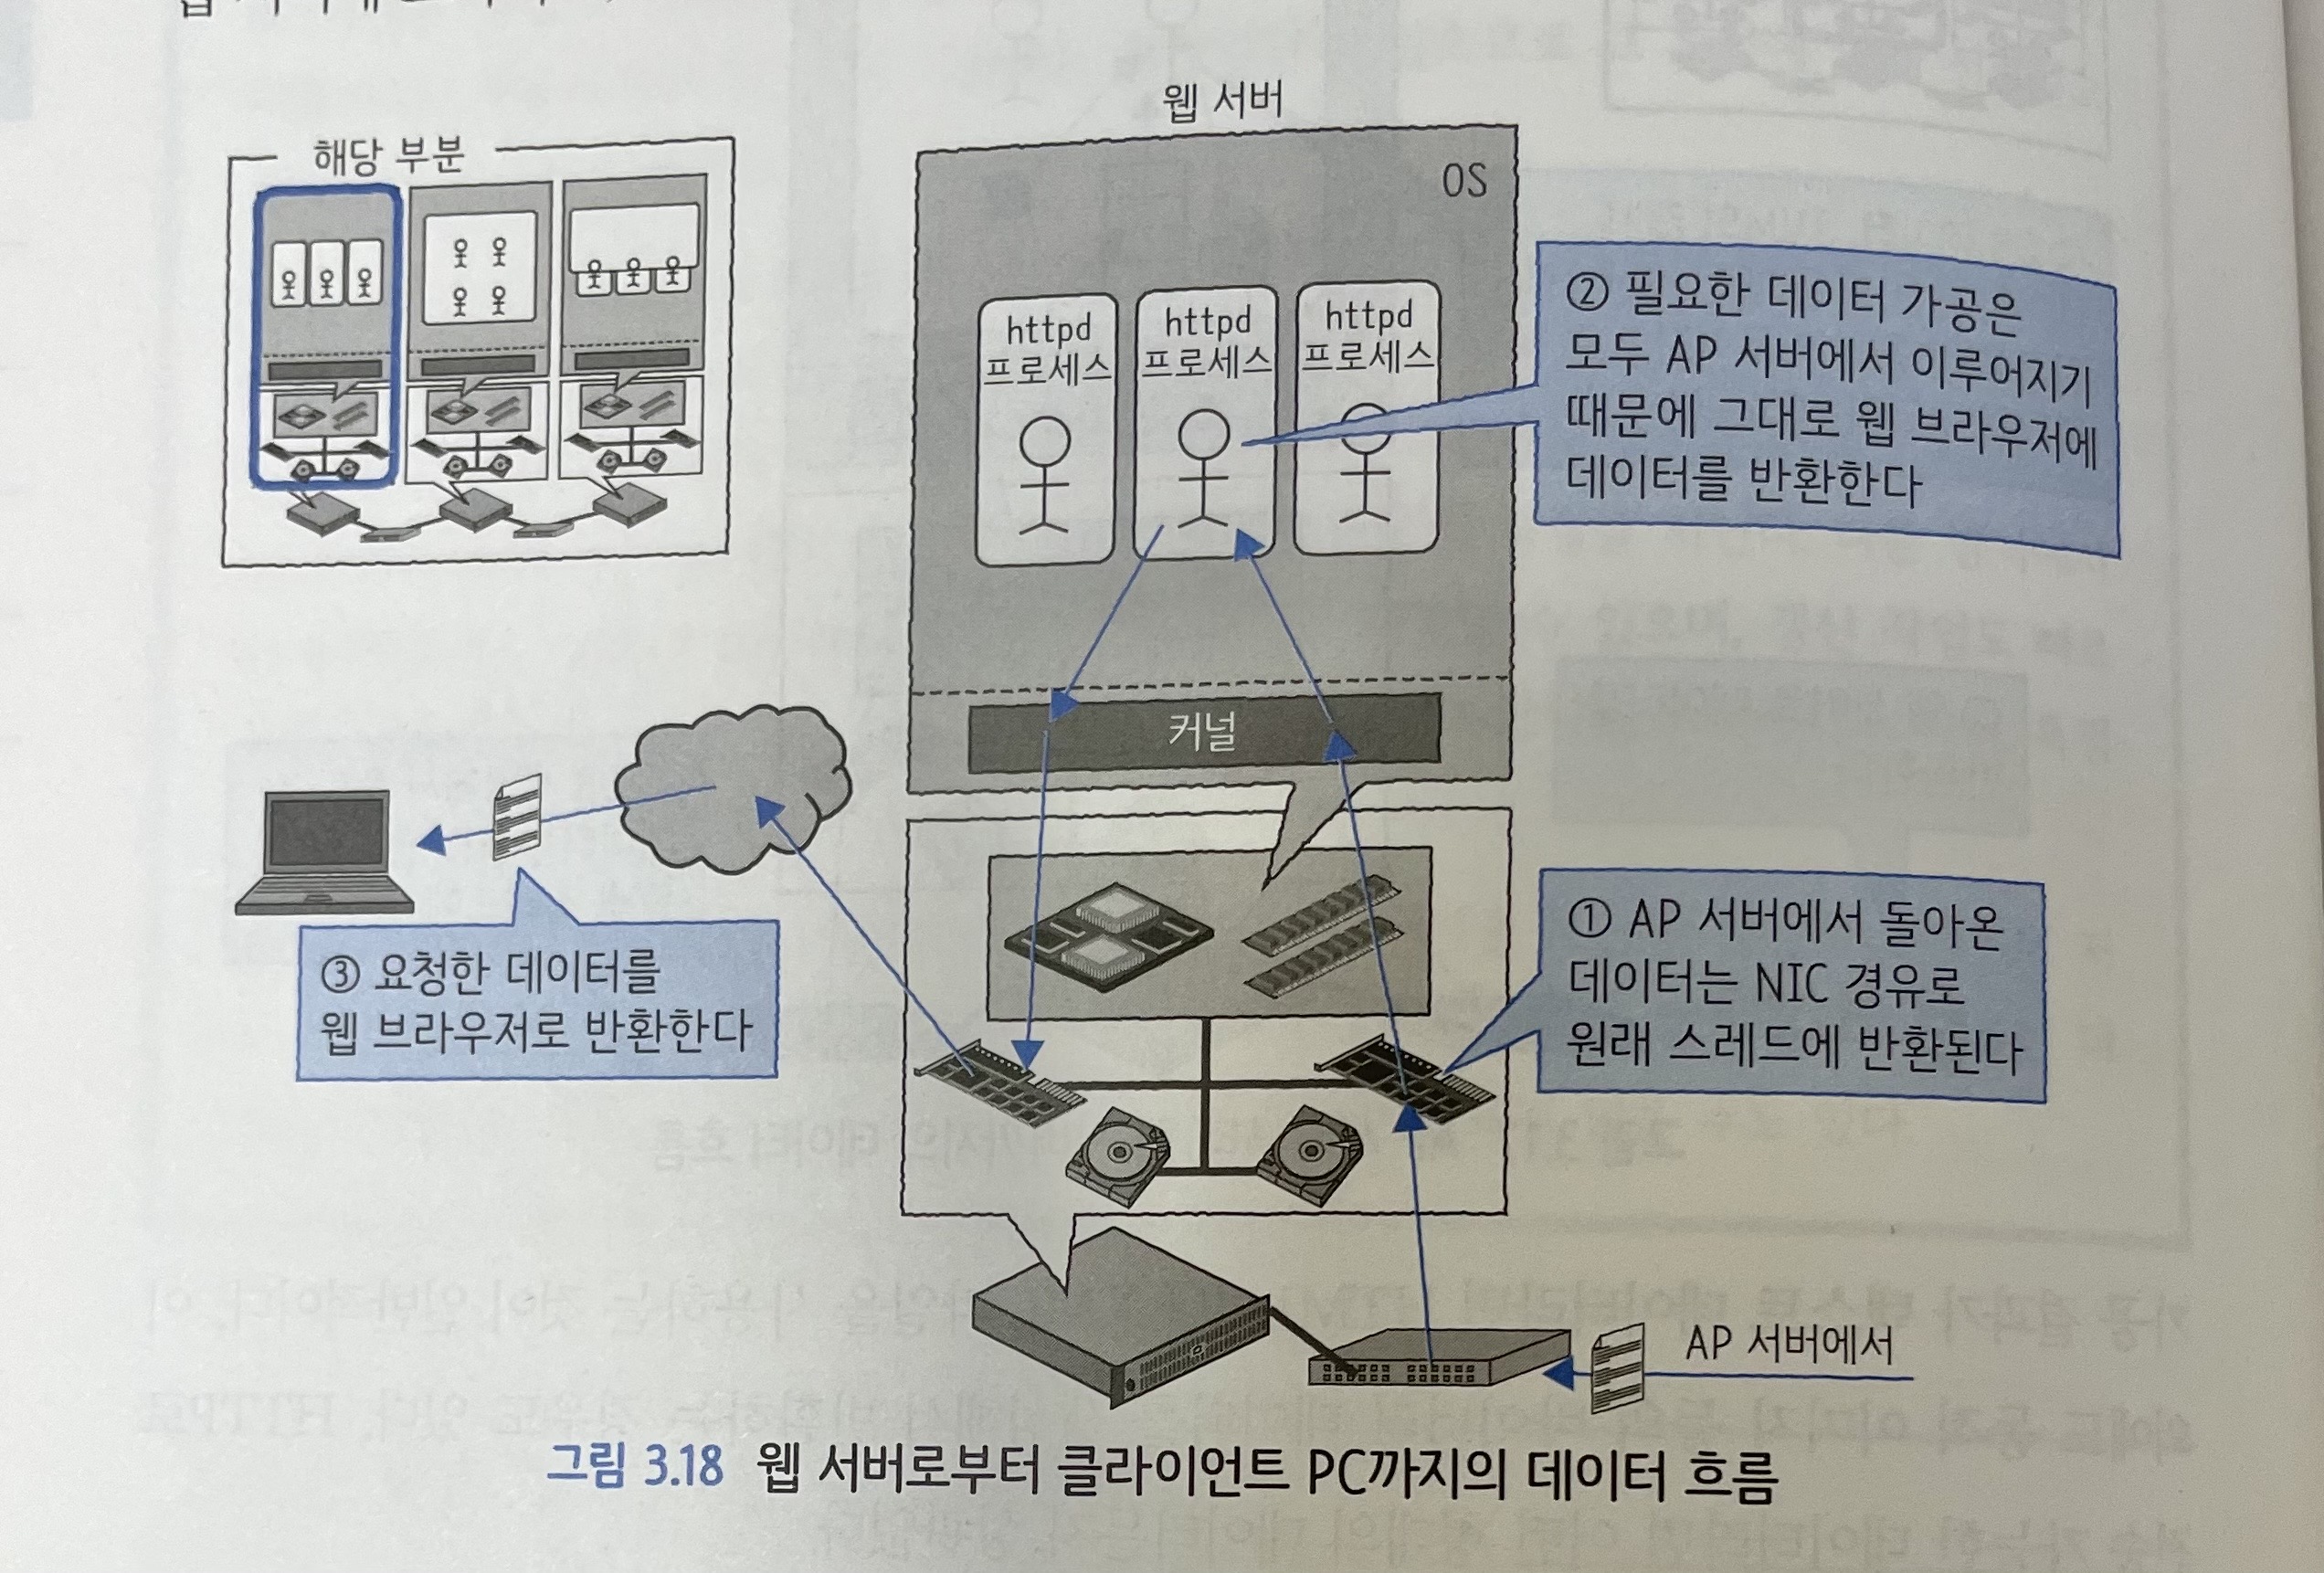 해당 부분
웹 서버
OS
httpd
프로세스
httpd
프로세스
httpd
프로세스
② 필요한 데이터 가공은
모두 AP 서버에서 이루어지기
때문에 그대로 웹 브라우저에
데이터를 반환한다
커널
① AP 서버에서 돌아온
데이터는 NIC 경유로
원래 스레드에 반환된다
③ 요청한 데이터를
웹 브라우저로 반환한다
AP 서버에서
그림 3.18 웹 서버로부터 클라이언트 PC까지의 데이터 흐름